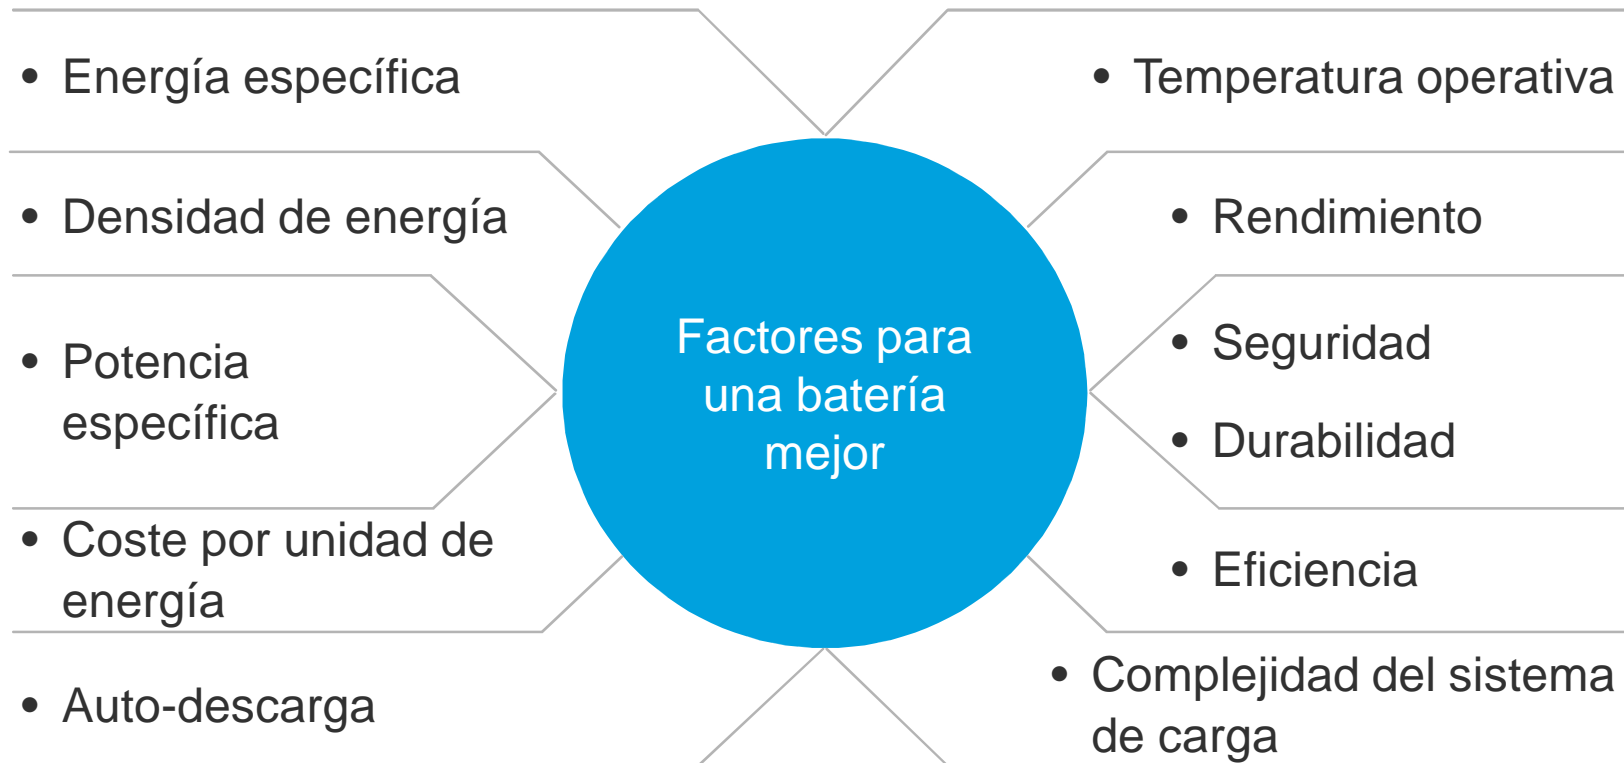 • Energía específica
• Densidad de energía
• Potencia
específica
• Coste por unidad de
energía
• Auto-descarga
Factores para
una batería
mejor
• Temperatura operativa
• Rendimiento
• Seguridad
• Durabilidad
• Eficiencia
• Complejidad del sistema
de carga